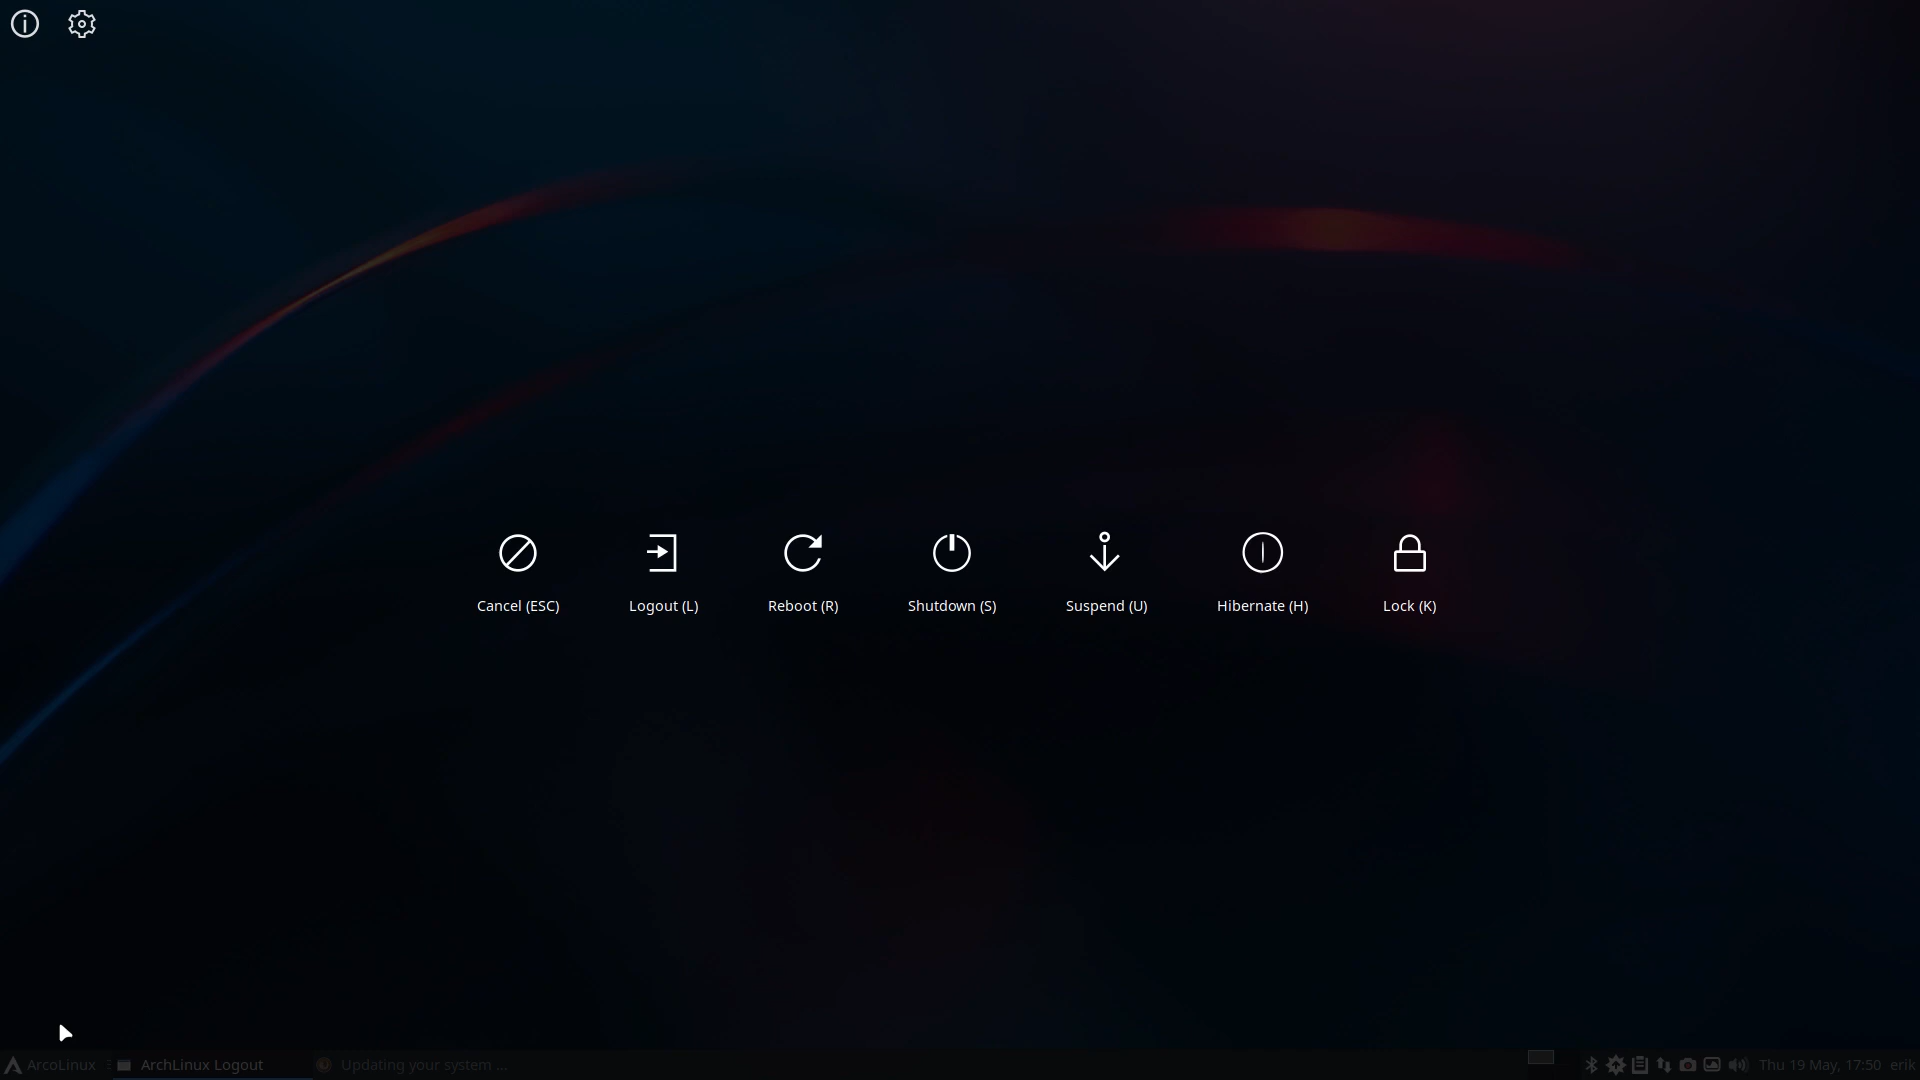 Cancel (ESC) Logout (L) Reboot (R) Shutdown (S) Suspend (U) Hibernate (H) Lock (K)
ArcoLinux ArchLinux Logout Updating your system ... Thu 19 May, 17:50 erik